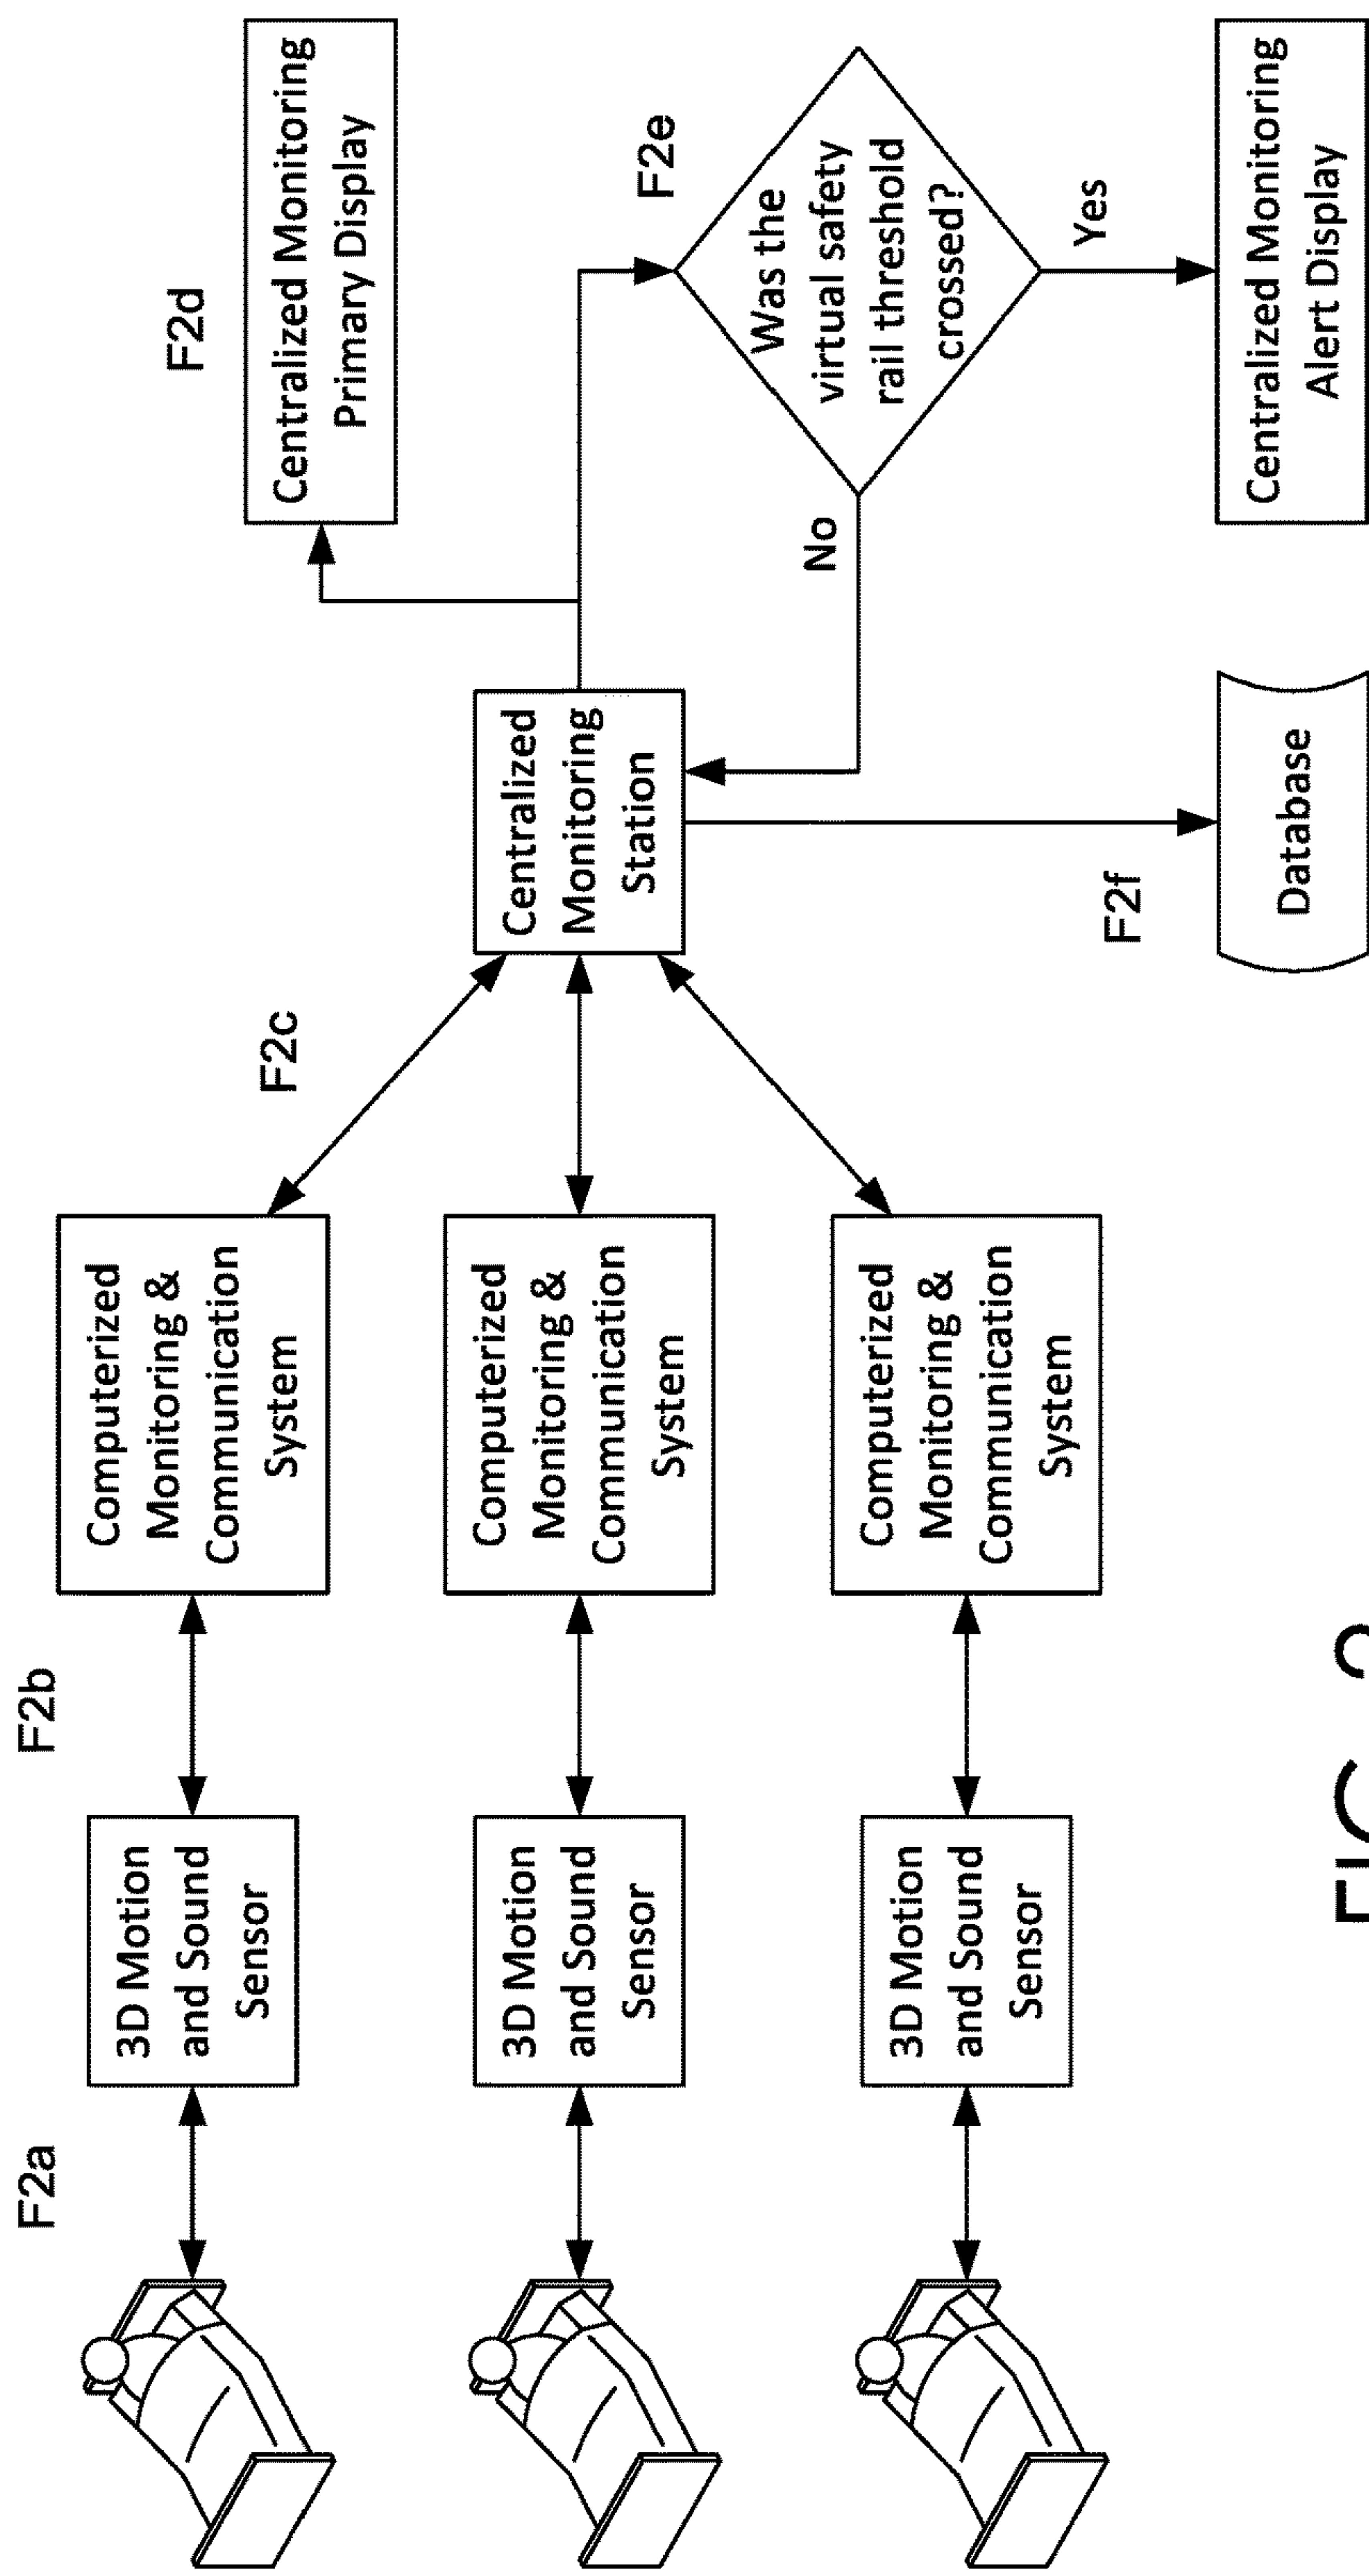 F2a
F2b
F2c
F2d
3D Motion
and Sound
Sensor
Computerized
Monitoring &
Communication
System
Centralized Monitoring
Primary Display
3D Motion
and Sound
Sensor
Computerized
Monitoring &
Communication
System
Centralized
Monitoring
Station
F2e
Was the
virtual safety
rail threshold
crossed?
No
Yes
3D Motion
and Sound
Sensor
Computerized
Monitoring &
Communication
System
F2f
Database
Centralized Monitoring
Alert Display